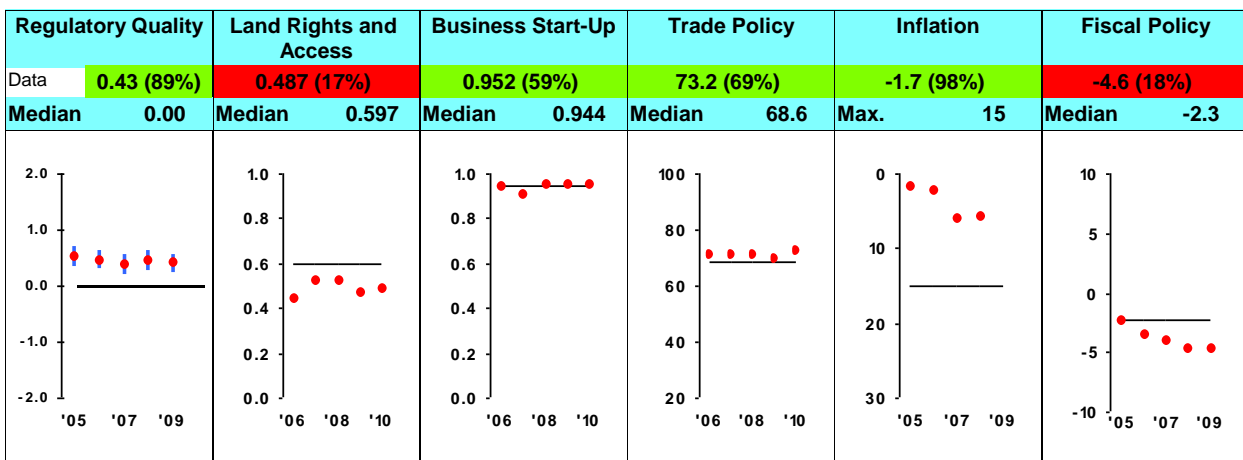 Regulatory Quality
Land Rights and
Access
Business Start-Up
Trade Policy
Inflation
Fiscal Policy
Data 0.43 (89%)
0.487 (17%)
0.952 (59%)
73.2 (69%)
-1.7 (98%)
-4.6 (18%)
Median 0.00
Median 0.597
Median 0.944
Median 68.6
Max. 15
Median -2.3
2.0
1.0
0.0
-1.0
-2.0
'05 '07 '09
1.0
0.8
0.6
0.4
0.2
0.0
'06 '08 '10
1.0
0.8
0.6
0.4
0.2
0.0
'06 '08 '10
100
80
60
40
20
'06 '08 '10
0
10
20
30
'05 '07 '09
10
5
0
-5
-10
'05 '07 '09